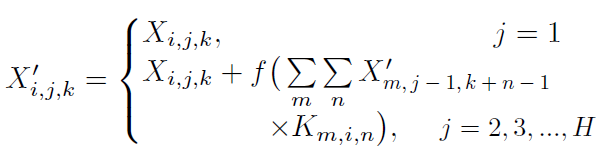 X_{i,j,k},   j = 1
X'_{i,j,k} = { X_{i,j,k} + f(∑_m ∑_n X'_{m,j−1,k+n−1}
×K_{m,i,n}),   j = 2, 3, ..., H